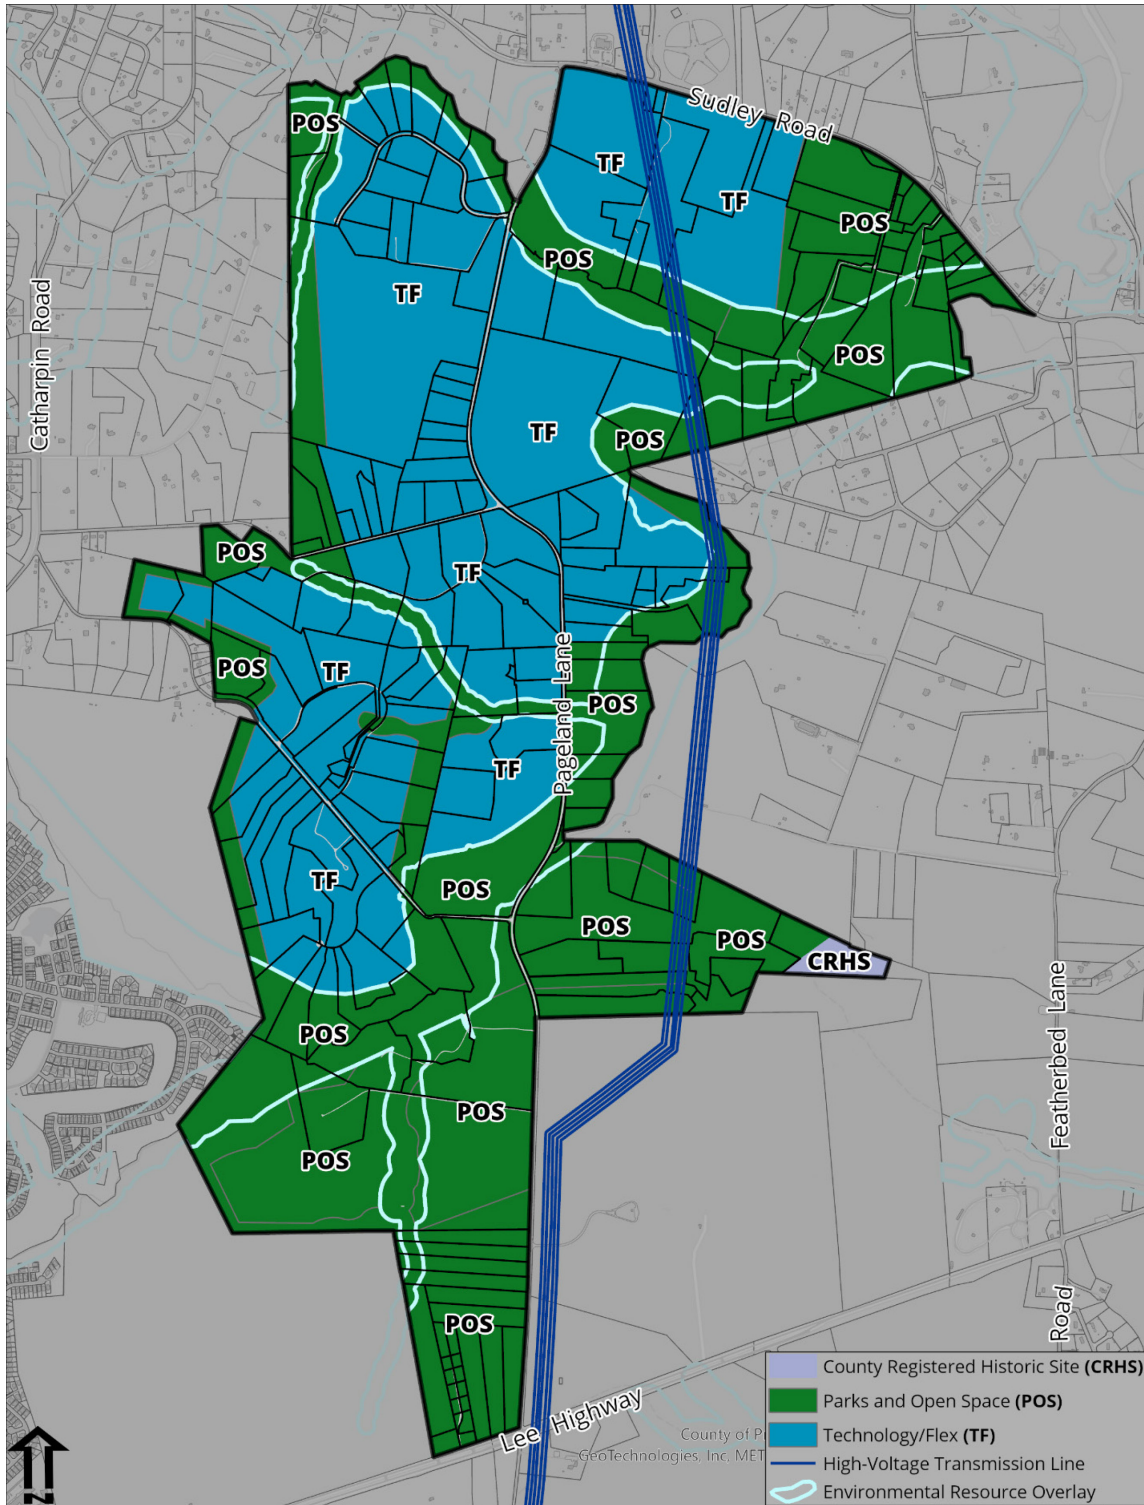 Sudley Road
POS
TF
TF
POS
POS
TF
Catharpin Road
POS
TF
POS
POS
TF
POS
TF
Pageland Lane
POS
TF
TF
POS
POS
POS
CRHS
Featherbed Lane
POS
POS
POS
Road
POS
Lee Highway
County of P
GeoTechnologies, Inc, MET
N
County Registered Historic Site (CRHS)
Parks and Open Space (POS)
Technology/Flex (TF)
High-Voltage Transmission Line
Environmental Resource Overlay